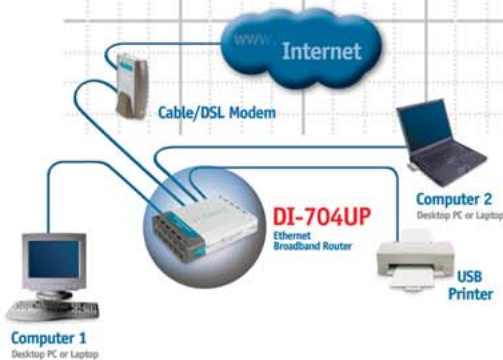 www.
Internet
Cable/DSL Modem
DI-704UP
Ethernet
Broadband Router
Computer 2
Desktop PC or Laptop
USB
Printer
Computer 1
Desktop PC or Laptop